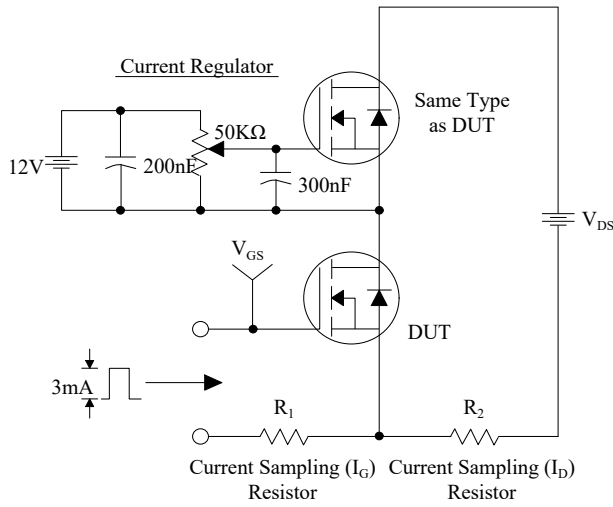 Current Regulator
Same Type
as DUT
50KΩ
12V
200nF
300nF
V_DS
V_GS
DUT
3mA
R_1
R_2
Current Sampling (I_G)
Resistor
Current Sampling (I_D)
Resistor